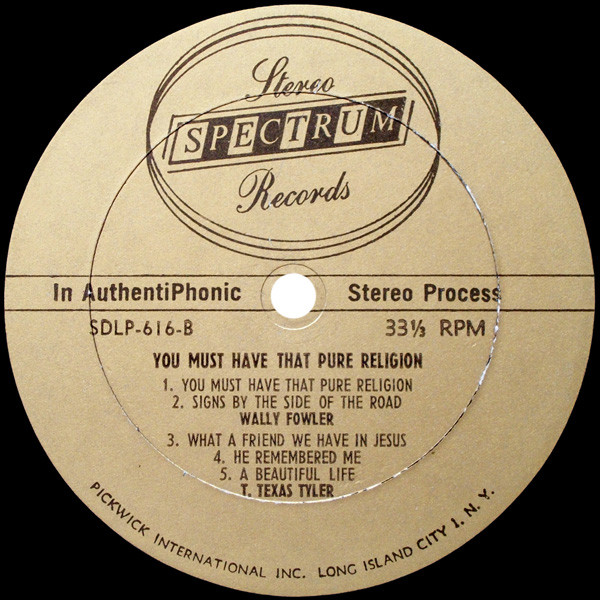 Stereo
SPECTRUM
Records
In AuthentiPhonic Stereo Process
SDLP-616-B 33⅓ RPM
YOU MUST HAVE THAT PURE RELIGION
1. YOU MUST HAVE THAT PURE RELIGION
2. SIGNS BY THE SIDE OF THE ROAD
WALLY FOWLER
3. WHAT A FRIEND WE HAVE IN JESUS
4. HE REMEMBERED ME
5. A BEAUTIFUL LIFE
T. TEXAS TYLER
PICKWICK INTERNATIONAL INC. LONG ISLAND CITY 1, N. Y.